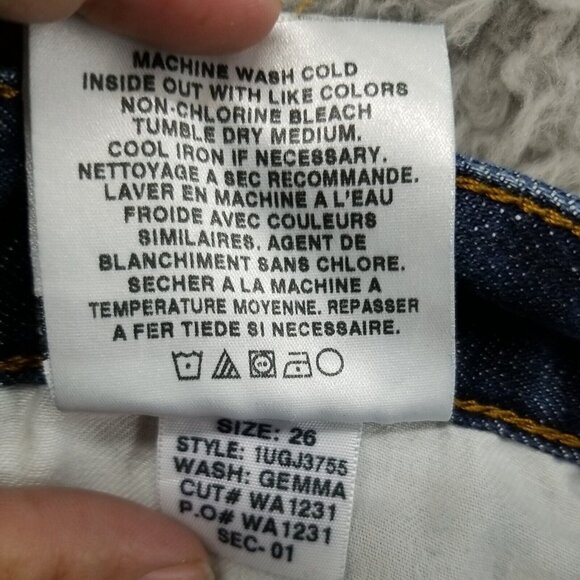 MACHINE WASH COLD
INSIDE OUT WITH LIKE COLORS
NON-CHLORINE BLEACH
TUMBLE DRY MEDIUM.
COOL IRON IF NECESSARY.
NETTOYAGE A SEC RECOMMANDE.
LAVER EN MACHINE A L'EAU
FROIDE AVEC COULEURS
SIMILAIRES. AGENT DE
BLANCHIMENT SANS CHLORE.
SECHER A LA MACHINE A
TEMPERATURE MOYENNE. REPASSER
A FER TIEDE SI NECESSAIRE.
SIZE: 26
STYLE: 1UGJ3755
WASH: GEMMA
CUT# WA1231
P.O# WA1231
SEC- 01